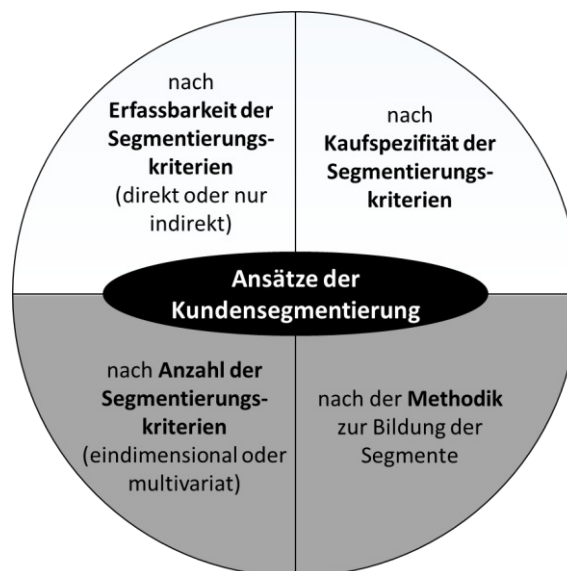 nach
Erfassbarkeit der
Segmentierungs-
kriterien
(direkt oder nur
indirekt)
nach
Kaufspezifität der
Segmentierungs-
kriterien
Ansätze der
Kundensegmentierung
nach Anzahl der
Segmentierungs-
kriterien
(eindimensional oder
multivariat)
nach der Methodik
zur Bildung der
Segmente